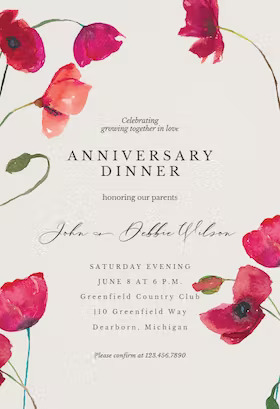 Celebrating
growing together in love
ANNIVERSARY
DINNER
honoring our parents
John & Debbie Wilson
SATURDAY EVENING
JUNE 8 AT 6 P.M.
Greenfield Country Club
110 Greenfield Way
Dearborn, Michigan
Please confirm at 123.456.7890